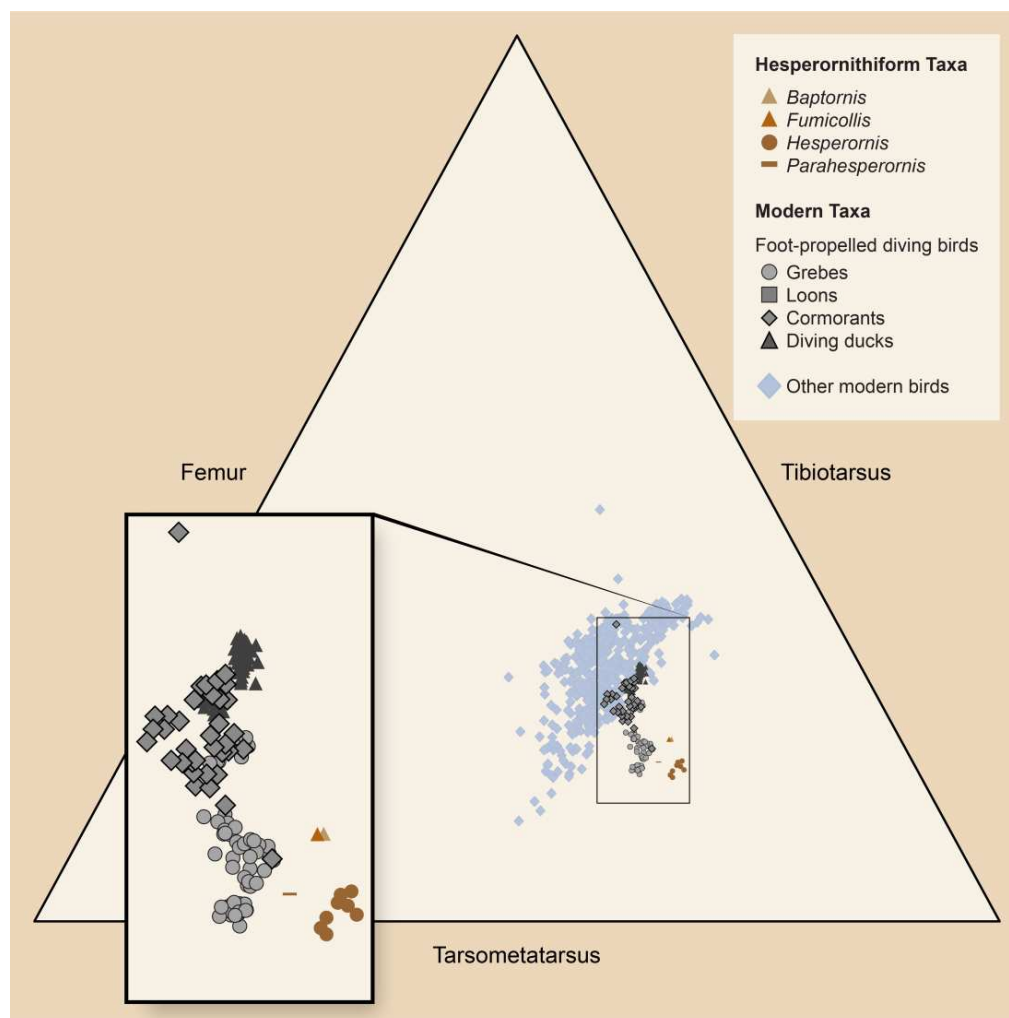 Hesperornithiform Taxa
Baptornis
Fumicollis
Hesperornis
Parahesperornis
Modern Taxa
Foot-propelled diving birds
Grebes
Loons
Cormorants
Diving ducks
Other modern birds
Femur
Tibiotarsus
Tarsometatarsus